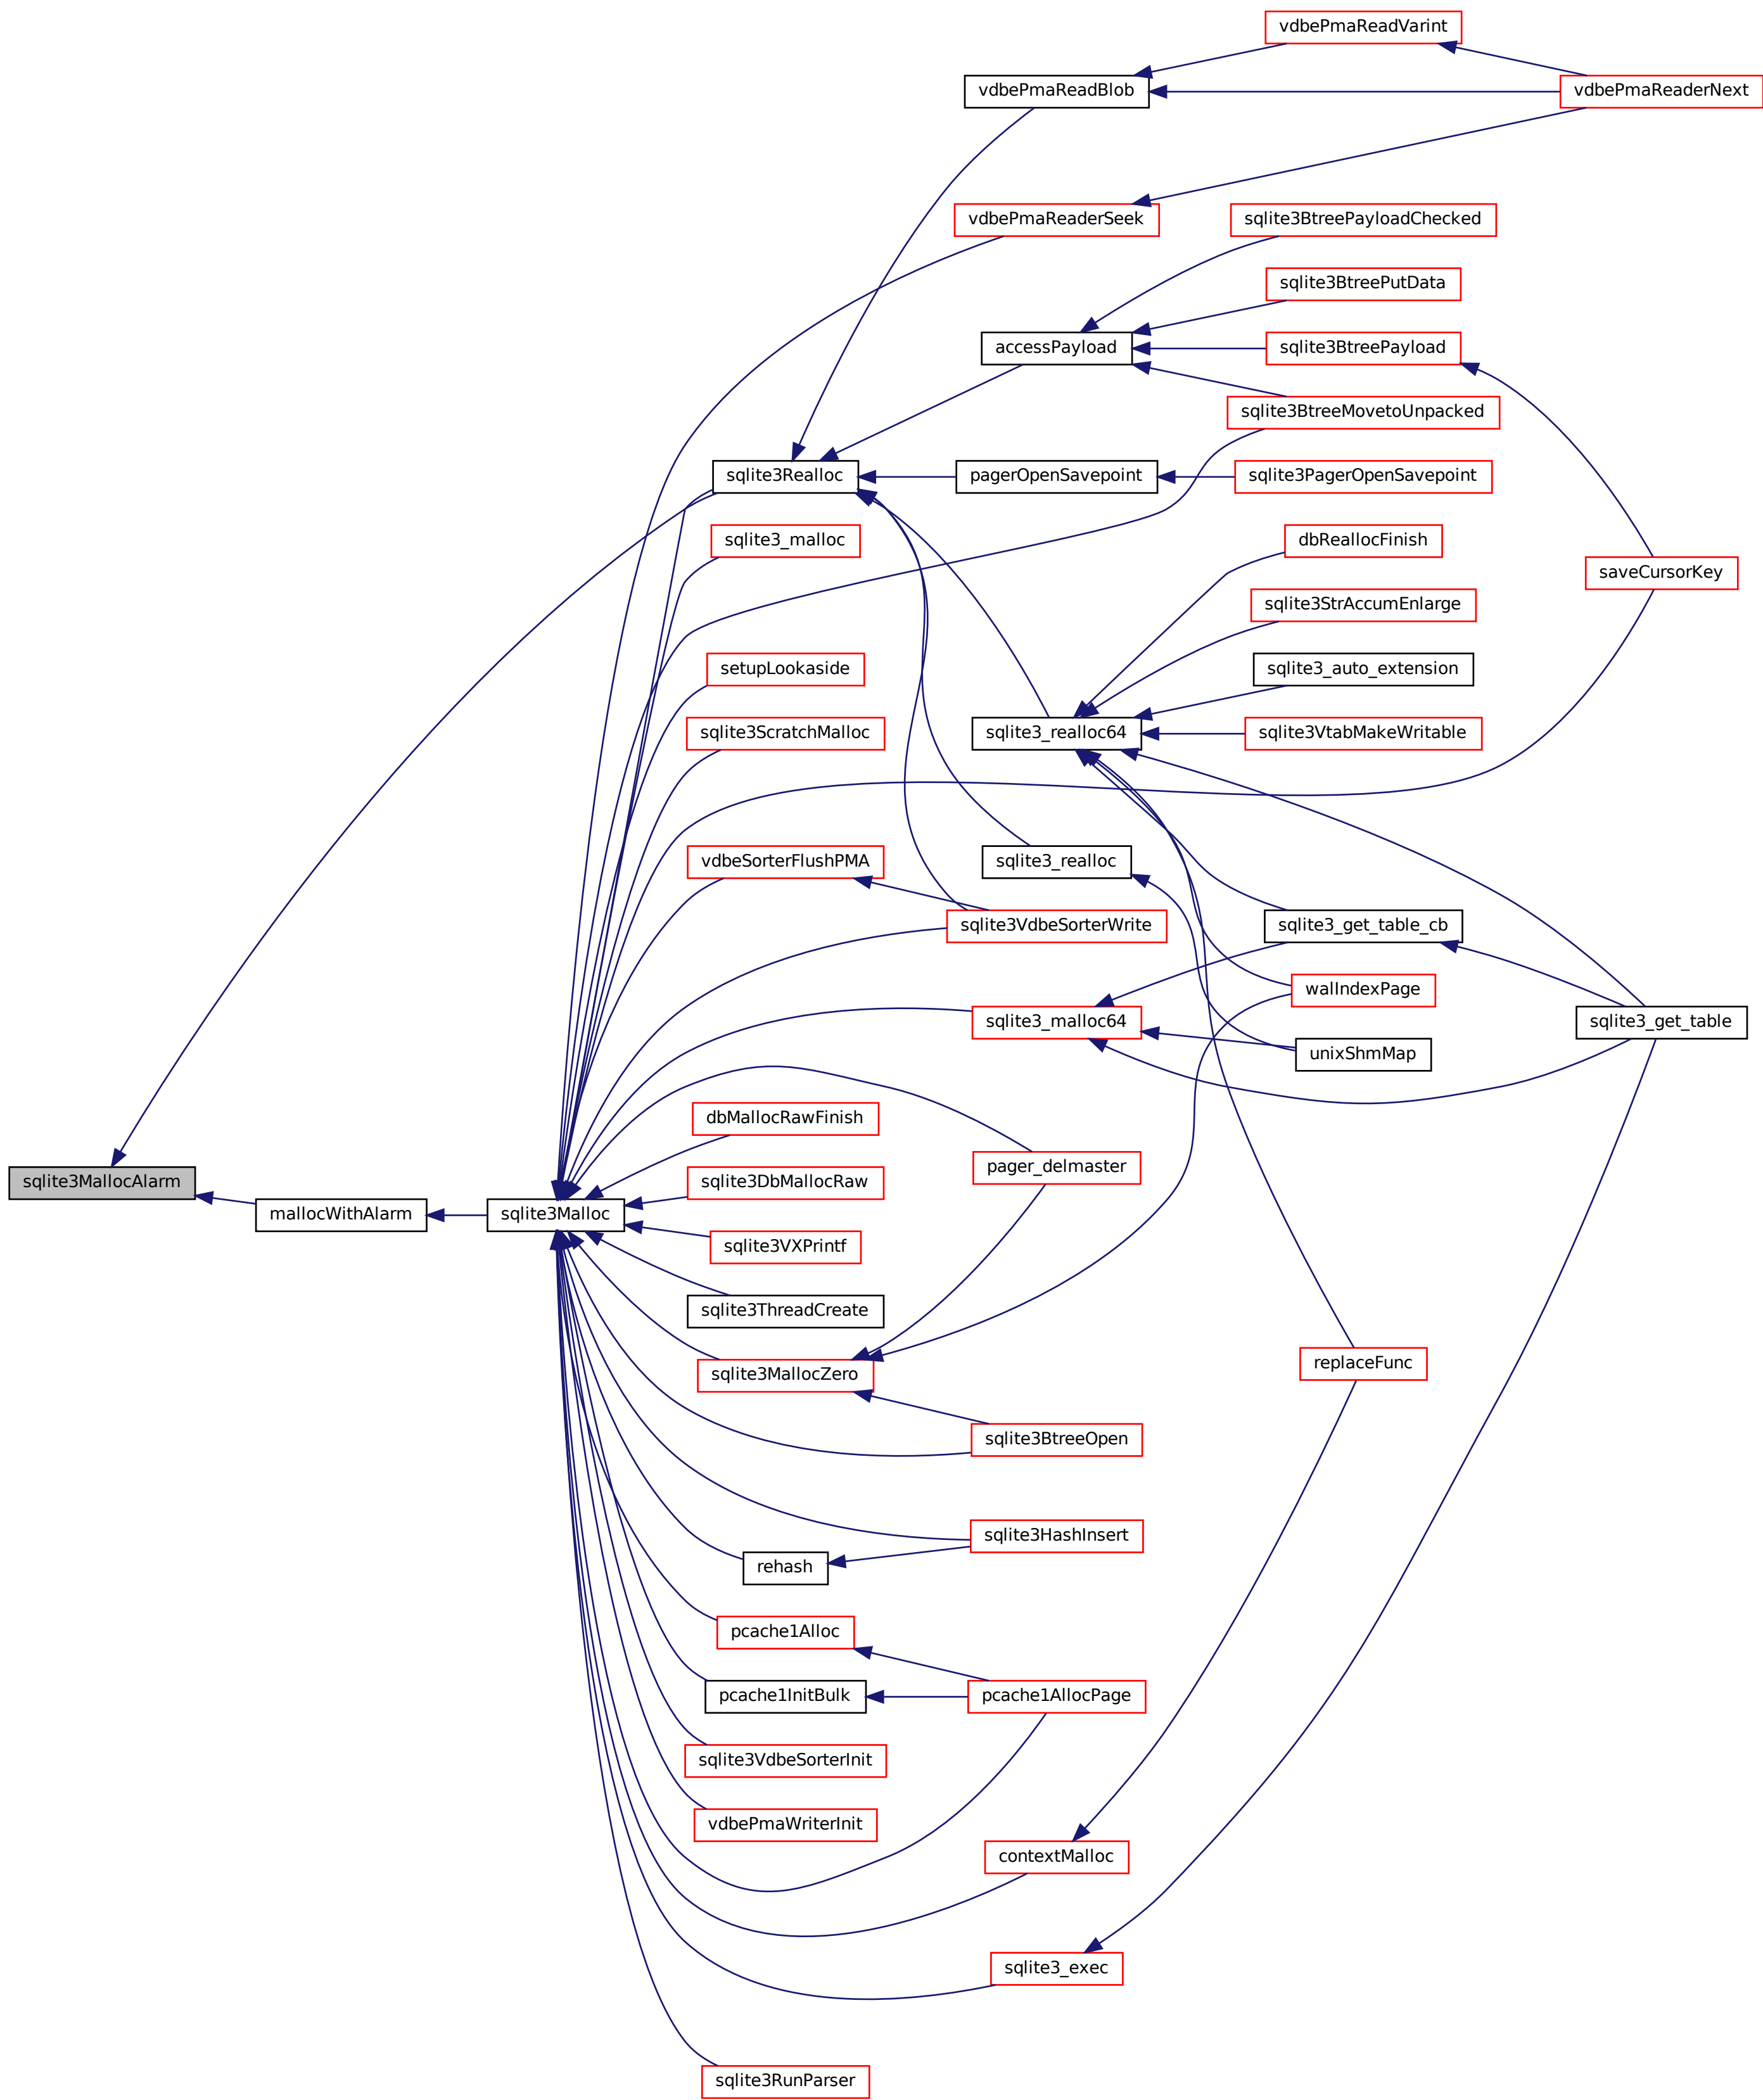 vdbePmaReadVarint
vdbePmaReadBlob
vdbePmaReaderNext
vdbePmaReaderSeek
sqlite3BtreePayloadChecked
sqlite3BtreePutData
accessPayload
sqlite3BtreePayload
sqlite3BtreeMovetoUnpacked
sqlite3Realloc
pagerOpenSavepoint
sqlite3PagerOpenSavepoint
sqlite3_malloc
dbReallocFinish
saveCursorKey
sqlite3StrAccumEnlarge
setupLookaside
sqlite3_auto_extension
sqlite3ScratchMalloc
sqlite3_realloc64
sqlite3VtabMakeWritable
vdbeSorterFlushPMA
sqlite3_realloc
sqlite3VdbeSorterWrite
sqlite3_get_table_cb
walIndexPage
sqlite3_malloc64
sqlite3_get_table
unixShmMap
dbMallocRawFinish
pager_delmaster
sqlite3MallocAlarm
sqlite3DbMallocRaw
mallocWithAlarm
sqlite3Malloc
sqlite3VXPrintf
sqlite3ThreadCreate
replaceFunc
sqlite3MallocZero
sqlite3BtreeOpen
sqlite3HashInsert
rehash
pcache1Alloc
pcache1InitBulk
pcache1AllocPage
sqlite3VdbeSorterInit
vdbePmaWriterInit
contextMalloc
sqlite3_exec
sqlite3RunParser